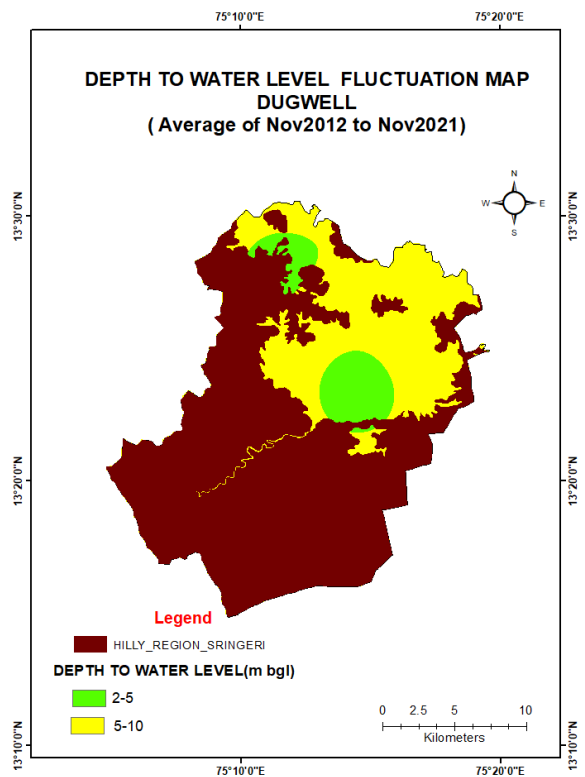 75°10'0"E 75°20'0"E
DEPTH TO WATER LEVEL FLUCTUATION MAP
DUGWELL
( Average of Nov2012 to Nov2021)
N
W E
S
13°30'0"N 13°30'0"N
13°20'0"N 13°20'0"N
Legend
HILLY_REGION_SRINGERI
DEPTH TO WATER LEVEL(m bgl)
2-5
5-10
0 2.5 5 10
Kilometers
13°10'0"N 13°10'0"N
75°10'0"E 75°20'0"E